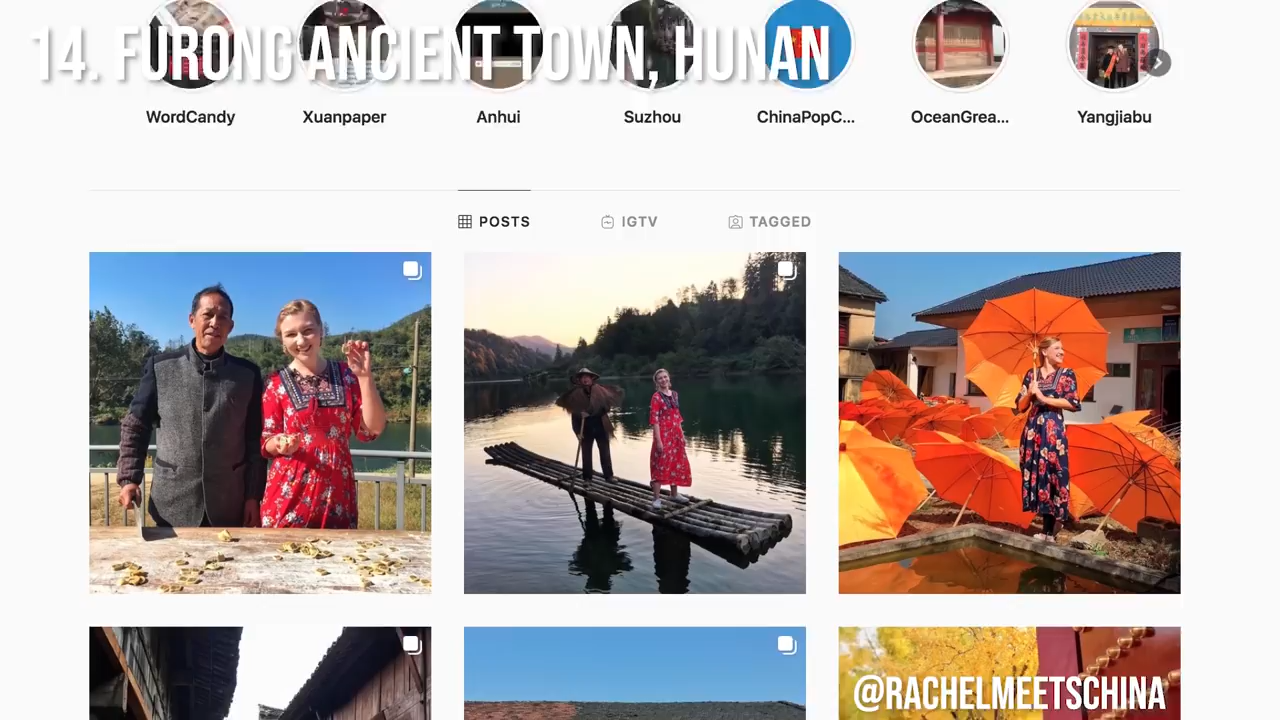 14. FURONG ANCIENT TOWN, HUNAN
WordCandy
Xuanpaper
Anhui
Suzhou
ChinaPopC...
OceanGrea...
Yangjiabu
POSTS
IGTV
TAGGED
@RACHELMEETSCHINA